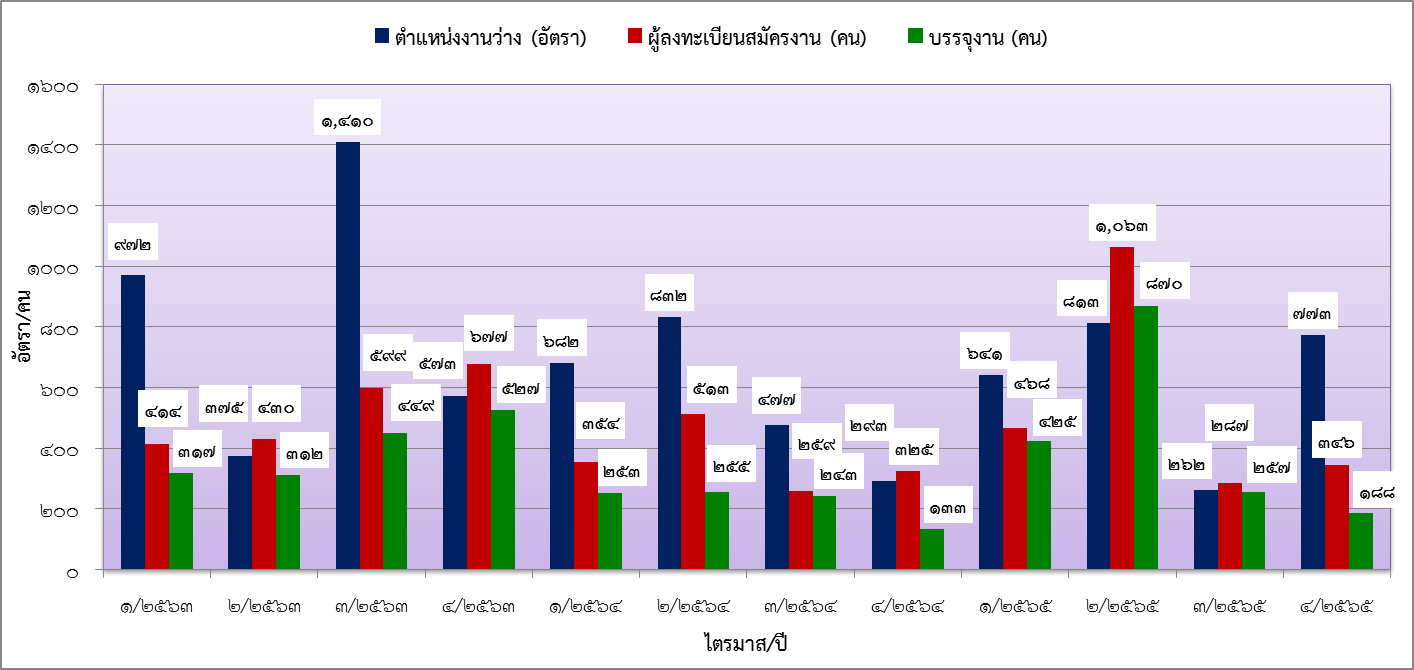 ตำแหน่งงานว่าง (อัตรา) ผู้ลงทะเบียนสมัครงาน (คน) บรรจุงาน (คน)
อัตรา/คน
๑๖๐๐
๑๔๐๐
๑๒๐๐
๑๐๐๐
๘๐๐
๖๐๐
๔๐๐
๒๐๐
๐
๙๗๒ ๔๑๔ ๓๑๗
๓๗๕ ๔๓๐ ๓๑๒
๑,๔๑๐ ๕๙๙ ๔๔๙
๕๗๓ ๖๗๗ ๕๒๗
๖๘๒ ๓๕๔ ๒๕๓
๘๓๒ ๕๑๓ ๒๕๕
๔๗๗ ๒๕๙ ๒๔๓
๒๙๓ ๓๒๕ ๑๓๓
๖๔๑ ๔๖๘ ๔๒๕
๘๑๓ ๑,๐๖๓ ๘๗๐
๒๖๒ ๒๘๗ ๒๕๗
๗๗๓ ๓๔๖ ๑๘๘
๑/๒๕๖๓ ๒/๒๕๖๓ ๓/๒๕๖๓ ๔/๒๕๖๓ ๑/๒๕๖๔ ๒/๒๕๖๔ ๓/๒๕๖๔ ๔/๒๕๖๔ ๑/๒๕๖๕ ๒/๒๕๖๕ ๓/๒๕๖๕ ๔/๒๕๖๕
ไตรมาส/ปี